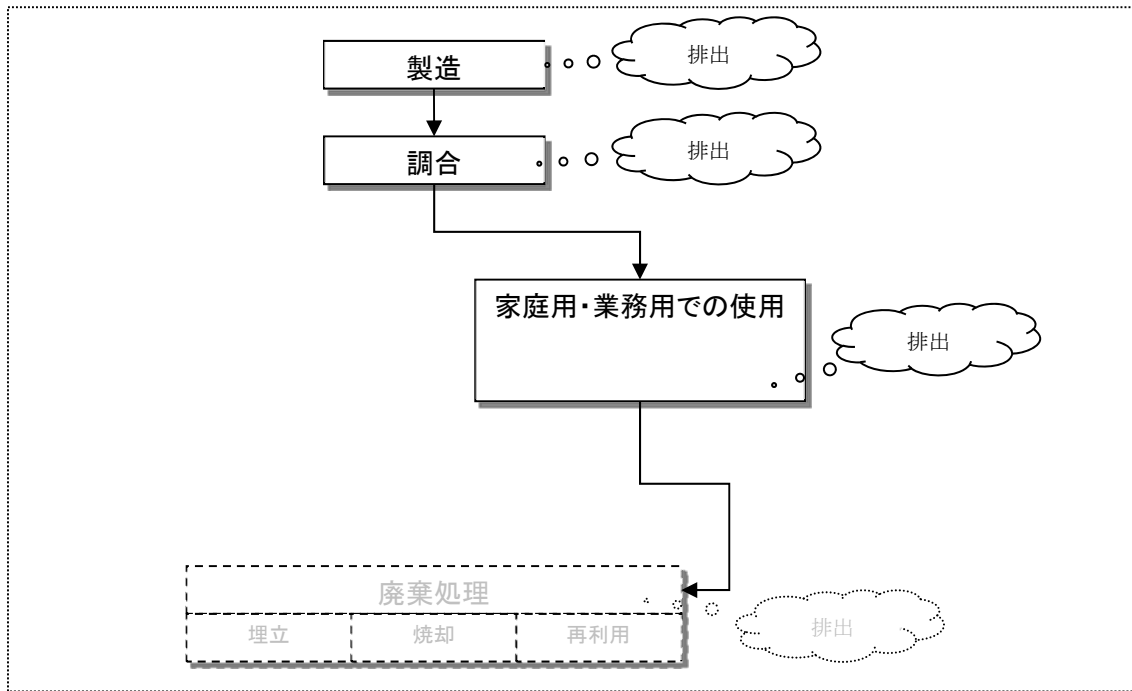 製造
排出
調合
排出
家庭用・業務用での使用
排出
廃棄処理
埋立
焼却
再利用
排出